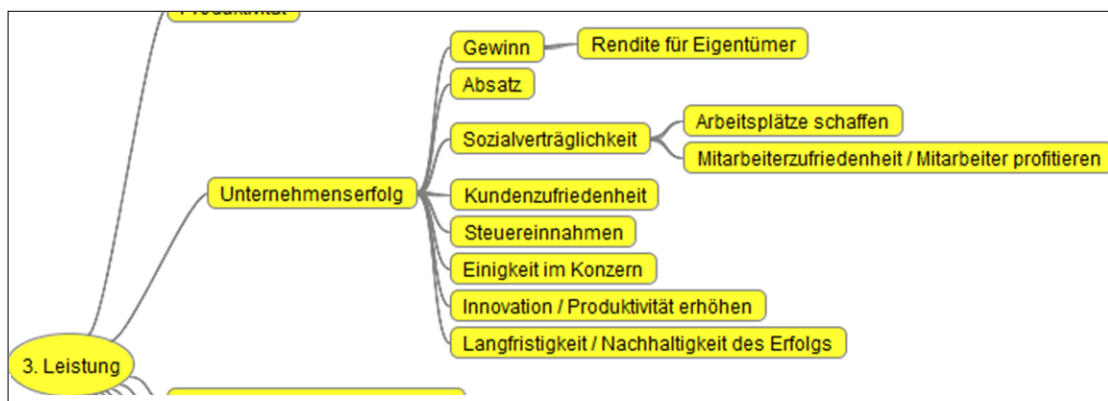 Produktivität
Gewinn
Rendite für Eigentümer
Absatz
Sozialverträglichkeit
Arbeitsplätze schaffen
Mitarbeiterzufriedenheit / Mitarbeiter profitieren
Unternehmenserfolg
Kundenzufriedenheit
Steuereinnahmen
Einigkeit im Konzern
Innovation / Produktivität erhöhen
Langfristigkeit / Nachhaltigkeit des Erfolgs
3. Leistung